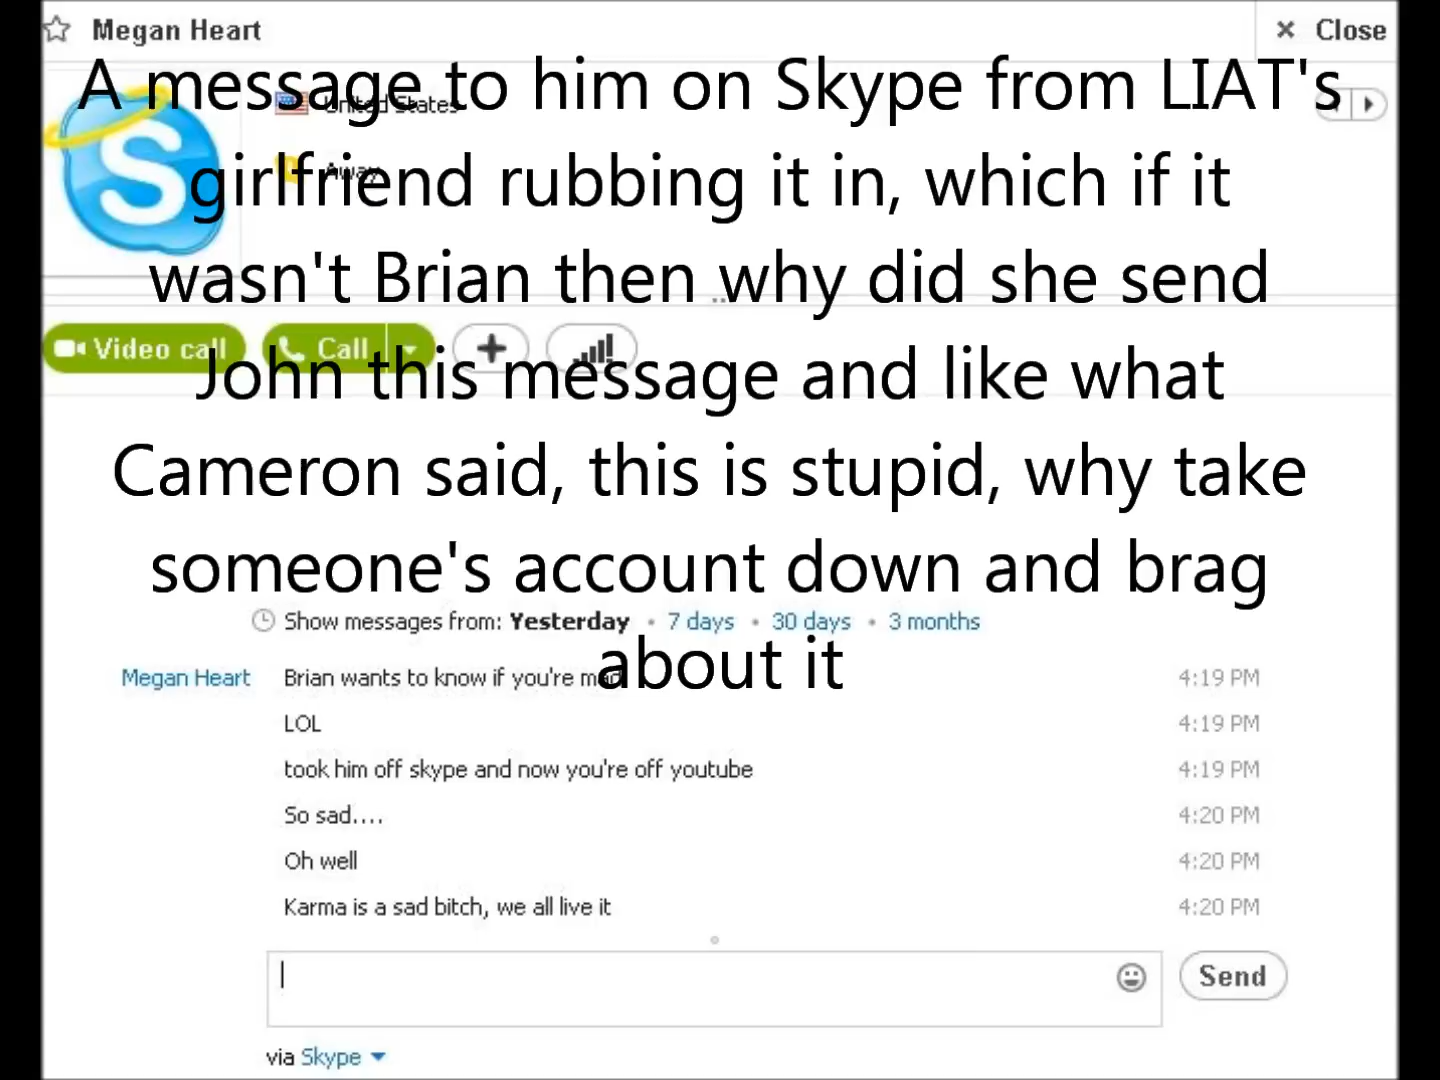 Megan Heart
Close
A message to him on Skype from LIAT's
United States
girlfriend rubbing it in, which if it
Away
wasn't Brian then why did she send
Video call
Call
John this message and like what
Cameron said, this is stupid, why take
someone's account down and brag
Show messages from: Yesterday • 7 days • 30 days • 3 months
about it
Megan Heart Brian wants to know if you're mad 4:19 PM
LOL 4:19 PM
took him off skype and now you're off youtube 4:19 PM
So sad.... 4:20 PM
Oh well 4:20 PM
Karma is a sad bitch, we all live it 4:20 PM
Send
via Skype